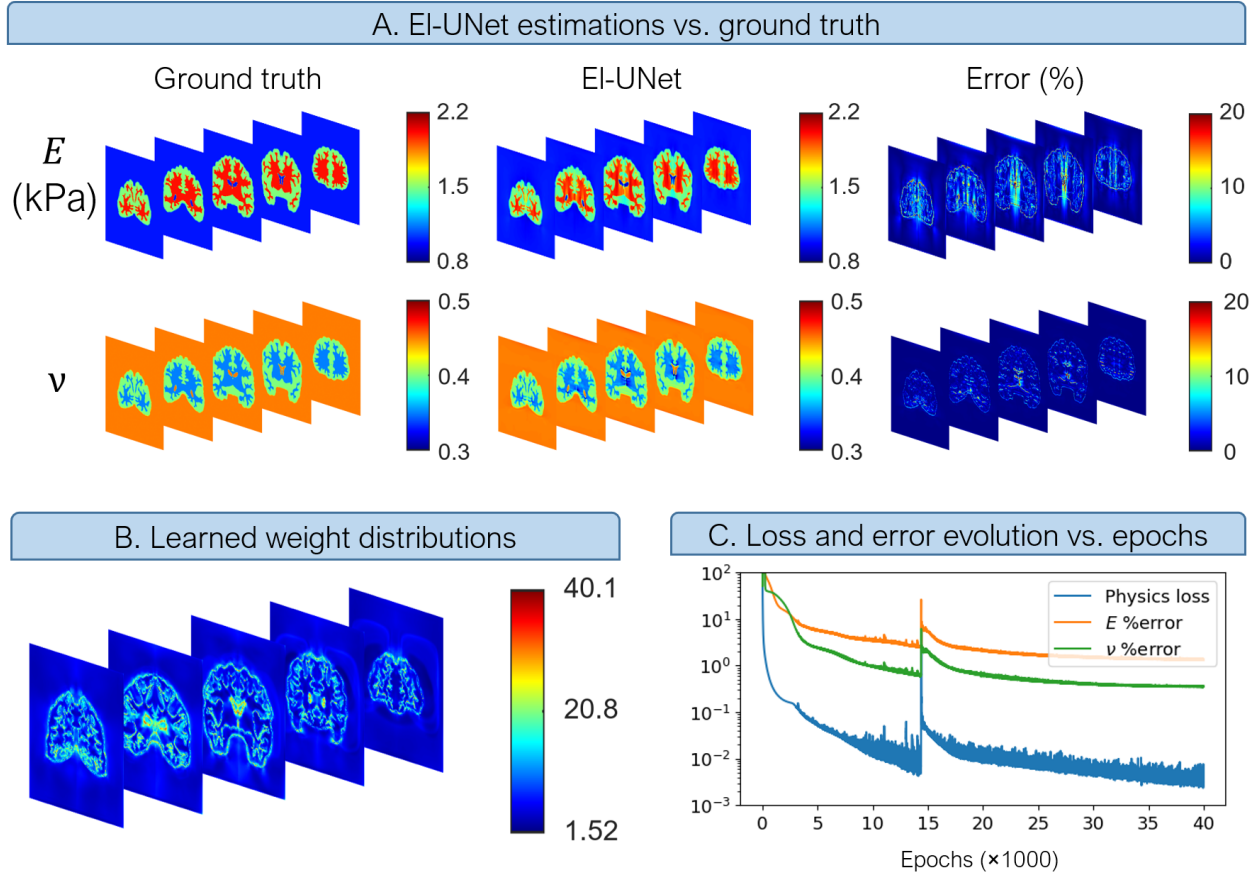 A. El-UNet estimations vs. ground truth
Ground truth
El-UNet
Error (%)
E
(kPa)
2.2
1.5
0.8
2.2
1.5
0.8
20
10
0
ν
0.5
0.4
0.3
0.5
0.4
0.3
20
10
0
B. Learned weight distributions
40.1
20.8
1.52
C. Loss and error evolution vs. epochs
10²
10¹
10⁰
10⁻¹
10⁻²
10⁻³
Physics loss
E %error
ν %error
0 5 10 15 20 25 30 35 40
Epochs (×1000)